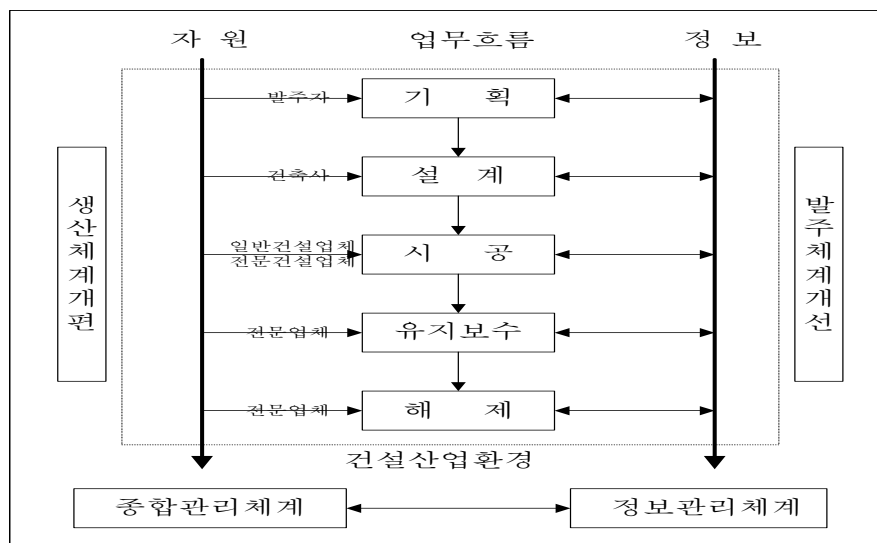 자 원 업무흐름 정 보
발주자 기 획
건축사 설 계
일반건설업체
전문건설업체
시 공
전문업체 유지보수
전문업체 해 제
생산체계개편
발주체계개선
건설산업환경
종합관리체계 정보관리체계